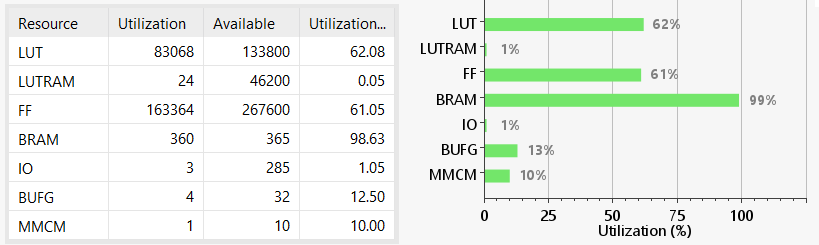 Resource Utilization Available Utilization...
LUT 83068 133800 62.08
LUTRAM 24 46200 0.05
FF 163364 267600 61.05
BRAM 360 365 98.63
IO 3 285 1.05
BUFG 4 32 12.50
MMCM 1 10 10.00
LUT 62%
LUTRAM 1%
FF 61%
BRAM 99%
IO 1%
BUFG 13%
MMCM 10%
0 25 50 75 100
Utilization (%)